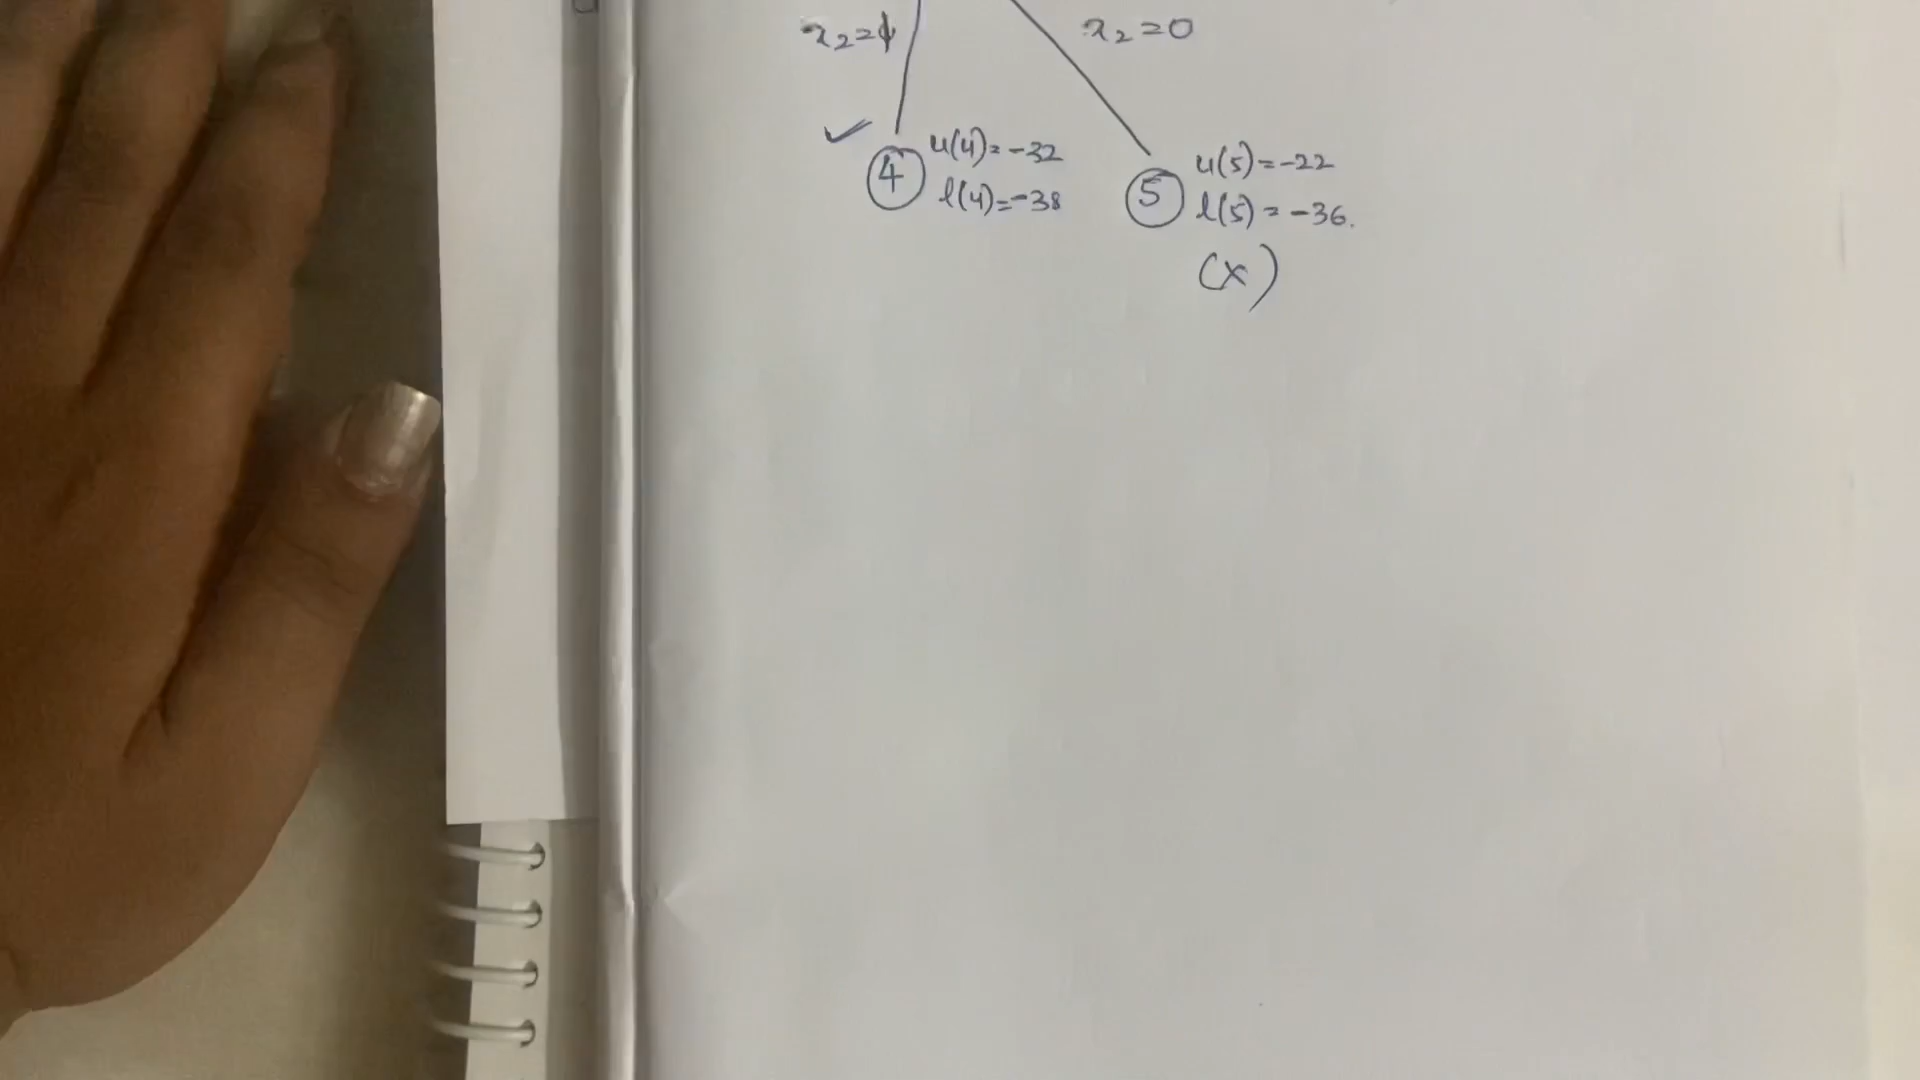 x₂=1
x₂=0
④ u(4)=-32
l(4)=-38
⑤ u(5)=-22
l(5)=-36.
(x)